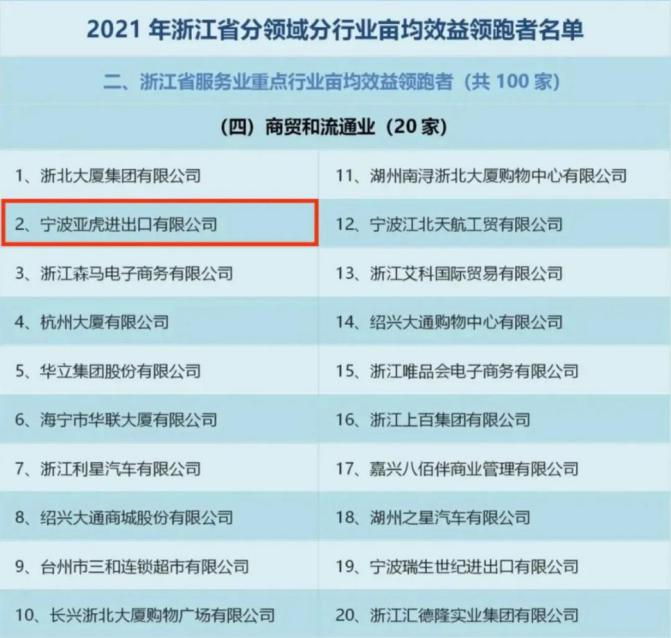 2021年浙江省分领域分行业亩均效益领跑者名单
二、浙江省服务业重点行业亩均效益领跑者（共100家）
（四）商贸和流通业（20家）
1、浙北大厦集团有限公司
11、湖州南浔浙北大厦购物中心有限公司
2、宁波亚虎进出口有限公司
12、宁波江北天航工贸有限公司
3、浙江森马电子商务有限公司
13、浙江艾科国际贸易有限公司
4、杭州大厦有限公司
14、绍兴大通购物中心有限公司
5、华立集团股份有限公司
15、浙江唯品会电子商务有限公司
6、海宁市华联大厦有限公司
16、浙江上百集团有限公司
7、浙江利星汽车有限公司
17、嘉兴八佰伴商业管理有限公司
8、绍兴大通商城股份有限公司
18、湖州之星汽车有限公司
9、台州市三和连锁超市有限公司
19、宁波瑞生世纪进出口有限公司
10、长兴浙北大厦购物广场有限公司
20、浙江汇德隆实业集团有限公司